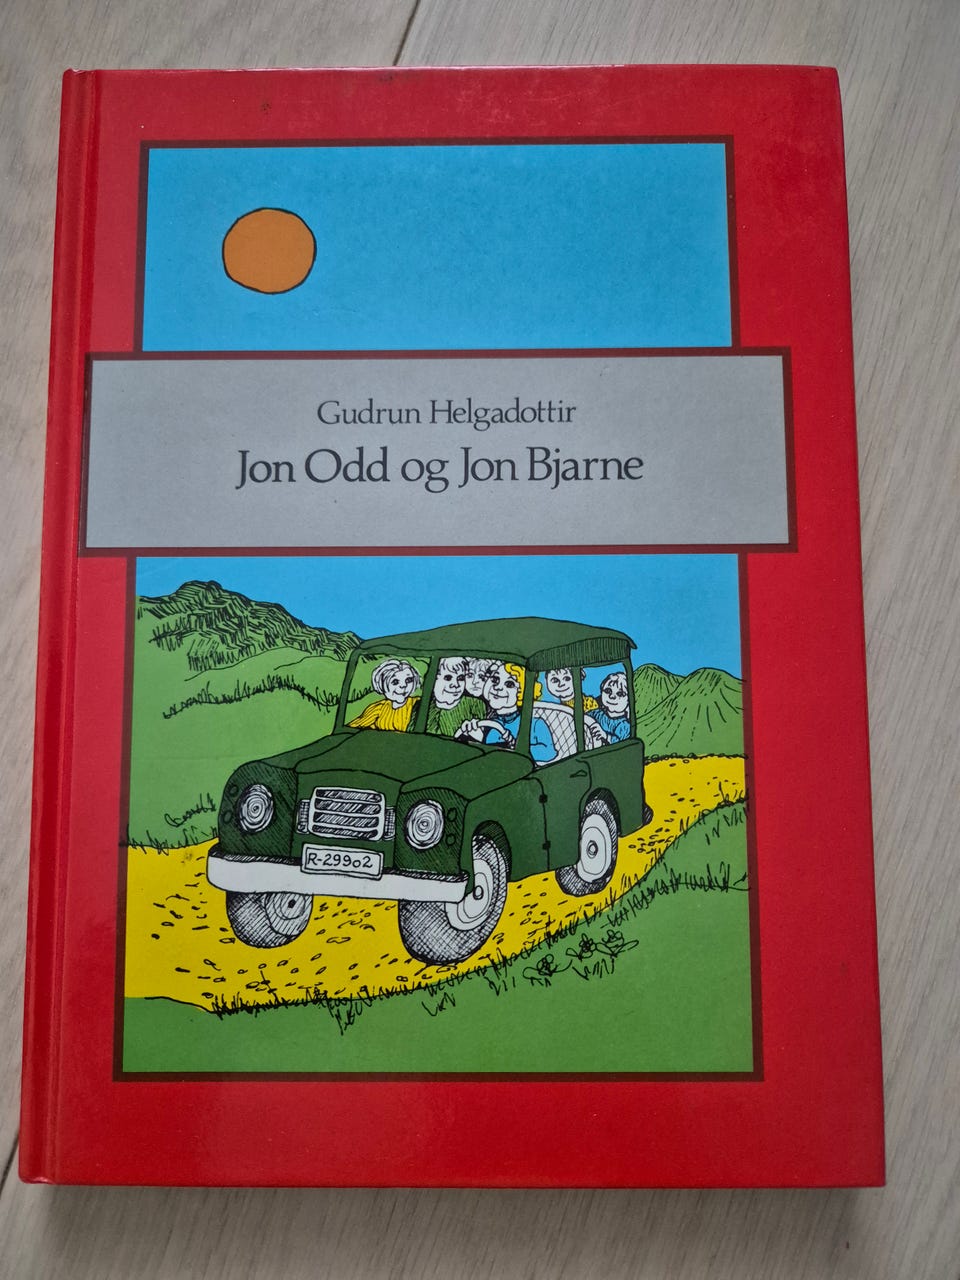 Gudrun Helgadottir
Jon Odd og Jon Bjarne
R-29902